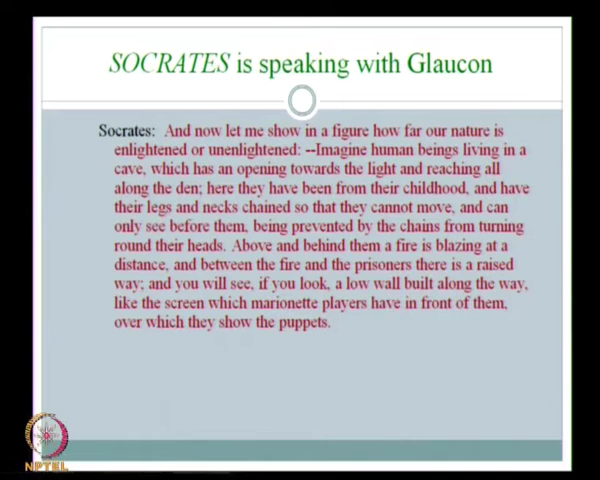 SOCRATES is speaking with Glaucon
Socrates: And now let me show in a figure how far our nature is
enlightened or unenlightened: --Imagine human beings living in a
cave, which has an opening towards the light and reaching all
along the den; here they have been from their childhood, and have
their legs and necks chained so that they cannot move, and can
only see before them, being prevented by the chains from turning
round their heads. Above and behind them a fire is blazing at a
distance, and between the fire and the prisoners there is a raised
way; and you will see, if you look, a low wall built along the way,
like the screen which marionette players have in front of them,
over which they show the puppets.
NPTEL